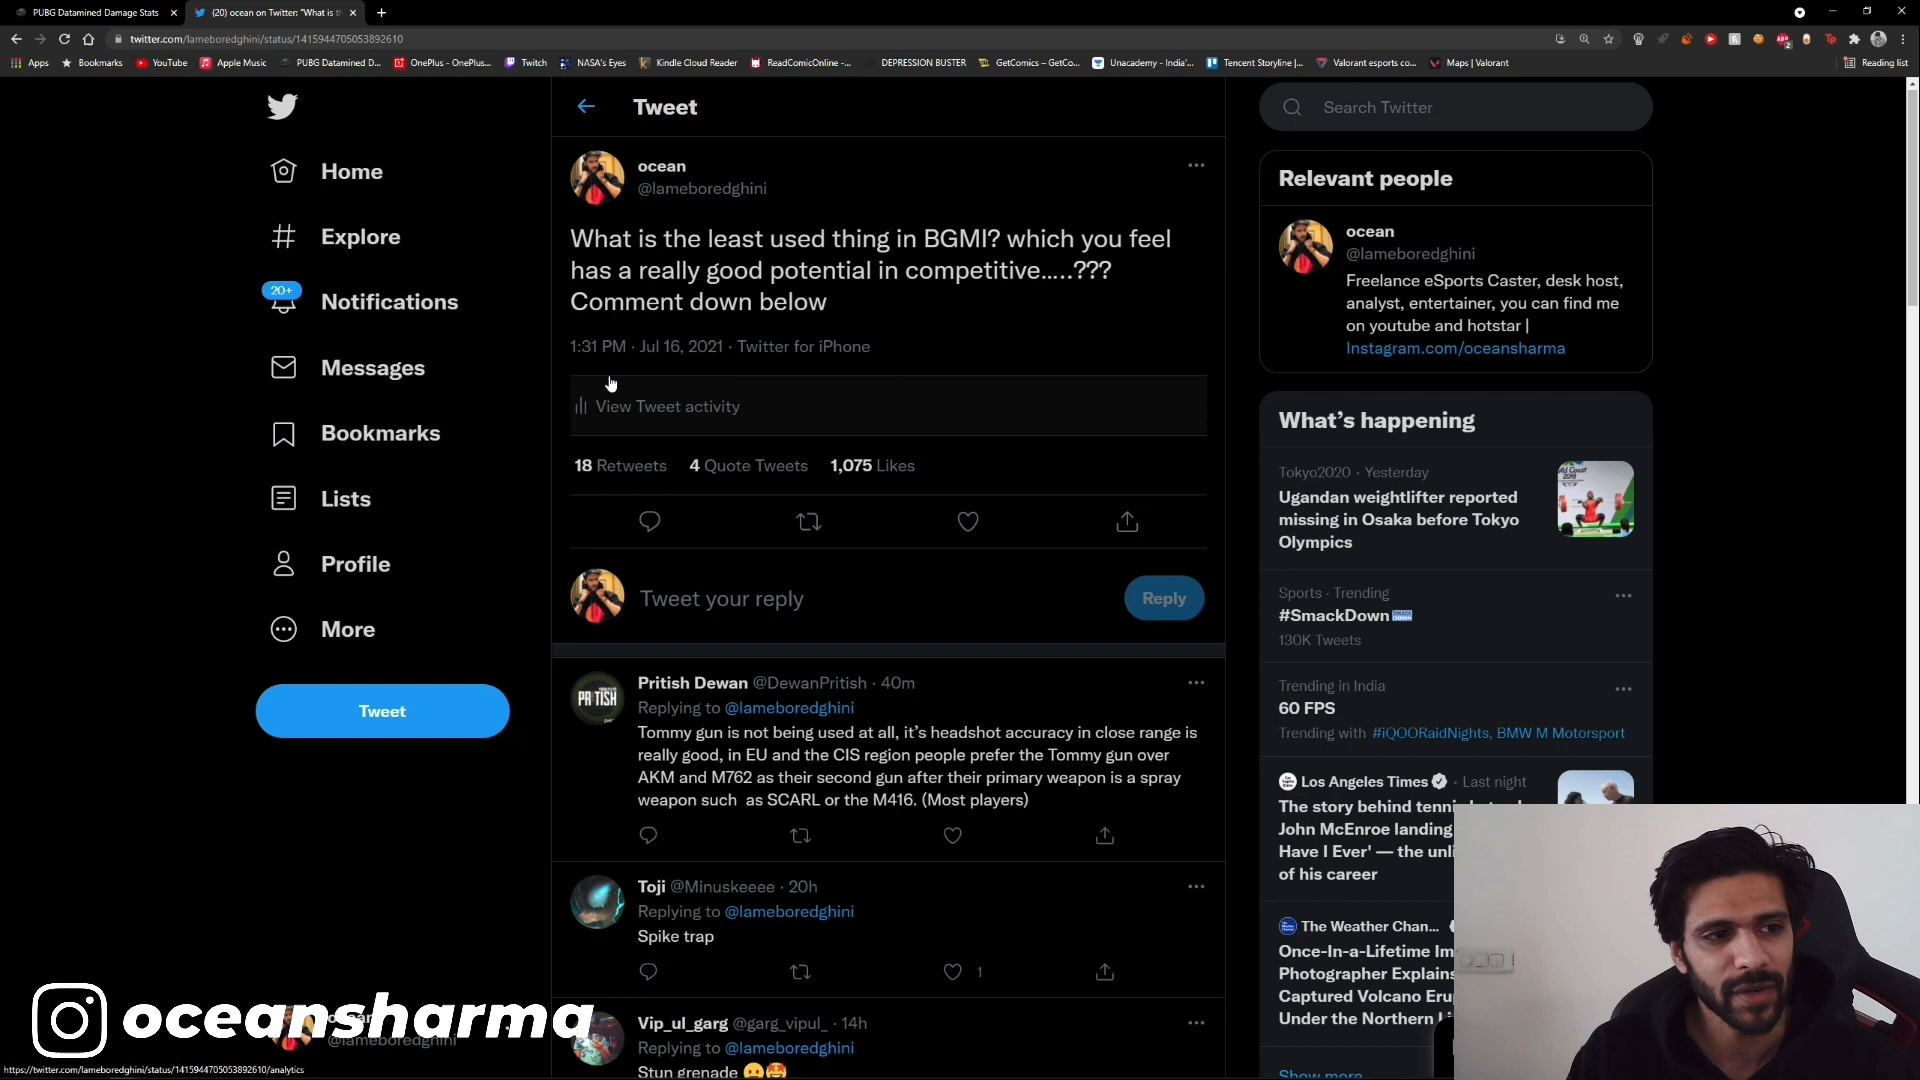 PUBG Datamined Damage Stats
(20) ocean on Twitter: "What is th
twitter.com/lameboredghini/status/1415944705053892610
Apps
Bookmarks
YouTube
Apple Music
PUBG Datamined D...
OnePlus - OnePlus...
Twitch
NASA's Eyes
Kindle Cloud Reader
ReadComicOnline -...
DEPRESSION BUSTER
GetComics – GetCo...
Unacademy - India'...
Tencent Storyline |...
Valorant esports co...
Maps | Valorant
Reading list
Home
Explore
20+
Notifications
Messages
Bookmarks
Lists
Profile
More
Tweet
Tweet
ocean
@lameboredghini
What is the least used thing in BGMI? which you feel
has a really good potential in competitive.....???
Comment down below
1:31 PM · Jul 16, 2021 · Twitter for iPhone
View Tweet activity
18 Retweets 4 Quote Tweets 1,075 Likes
Tweet your reply
Reply
PRITISH
Pritish Dewan @DewanPritish · 40m
Replying to @lameboredghini
Tommy gun is not being used at all, it's headshot accuracy in close range is
really good, in EU and the CIS region people prefer the Tommy gun over
AKM and M762 as their second gun after their primary weapon is a spray
weapon such as SCARL or the M416. (Most players)
Toji @Minuskeeee · 20h
Replying to @lameboredghini
Spike trap
1
Vip_ul_garg @garg_vipul_ · 14h
Replying to @lameboredghini
Stun grenade 😛🤩
Search Twitter
Relevant people
ocean
@lameboredghini
Freelance eSports Caster, desk host,
analyst, entertainer, you can find me
on youtube and hotstar |
Instagram.com/oceansharma
What's happening
Tokyo2020 · Yesterday
Ugandan weightlifter reported
missing in Osaka before Tokyo
Olympics
Sports · Trending
#SmackDown
130K Tweets
Trending in India
60 FPS
Trending with #iQOORaidNights, BMW M Motorsport
Los Angeles Times · Last night
The story behind tenni
John McEnroe landing
Have I Ever' — the unli
of his career
The Weather Chan...
Once-In-a-Lifetime Im
Photographer Explains
Captured Volcano Eru
Under the Northern Li
Show more
oceansharma
@lameboredghini
https://twitter.com/lameboredghini/status/1415944705053892610/analytics